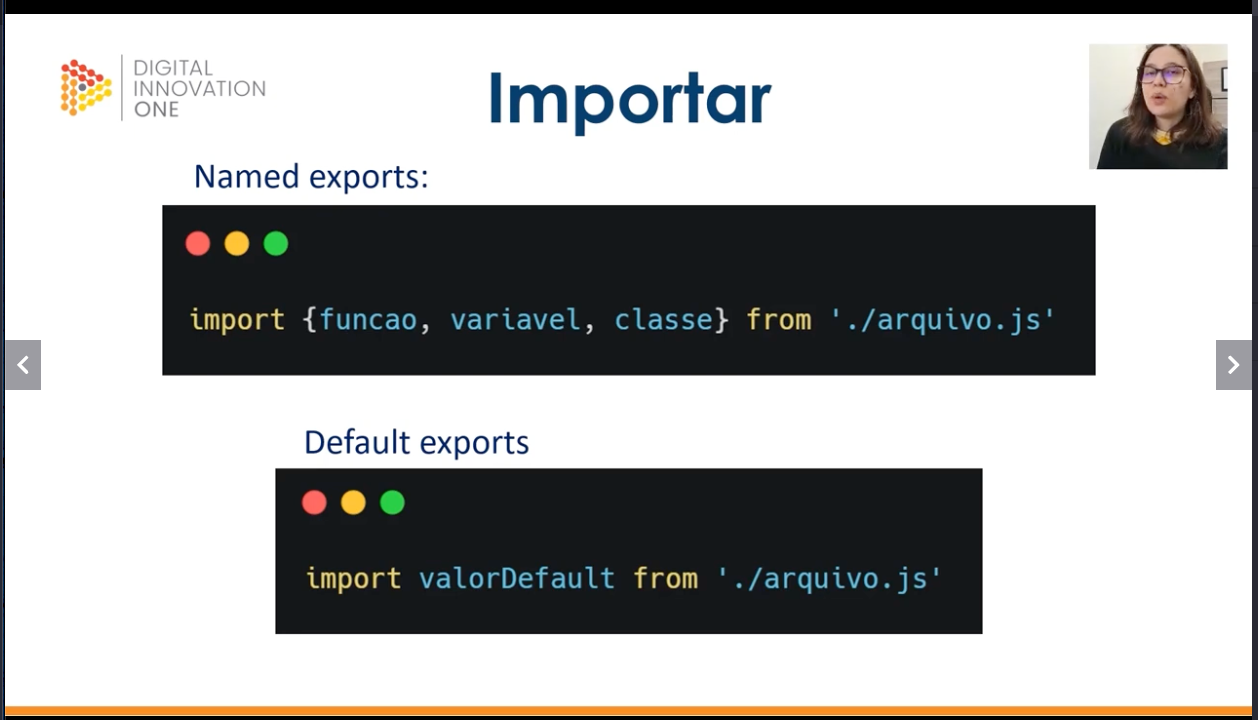 DIGITAL
INNOVATION
ONE
Importar
Named exports:
import {funcao, variavel, classe} from './arquivo.js'
Default exports
import valorDefault from './arquivo.js'